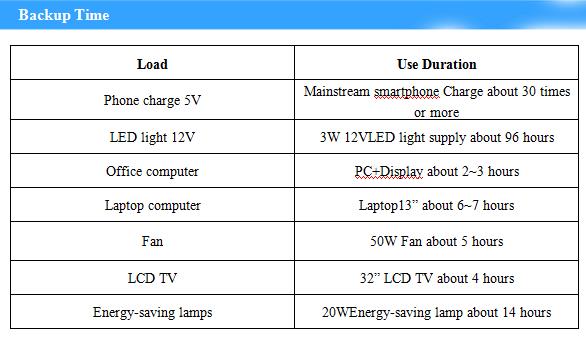 Backup Time
Load
Use Duration
Phone charge 5V
Mainstream smartphone Charge about 30 times
or more
LED light 12V
3W 12VLED light supply about 96 hours
Office computer
PC+Display about 2~3 hours
Laptop computer
Laptop13” about 6~7 hours
Fan
50W Fan about 5 hours
LCD TV
32” LCD TV about 4 hours
Energy-saving lamps
20WEnergy-saving lamp about 14 hours